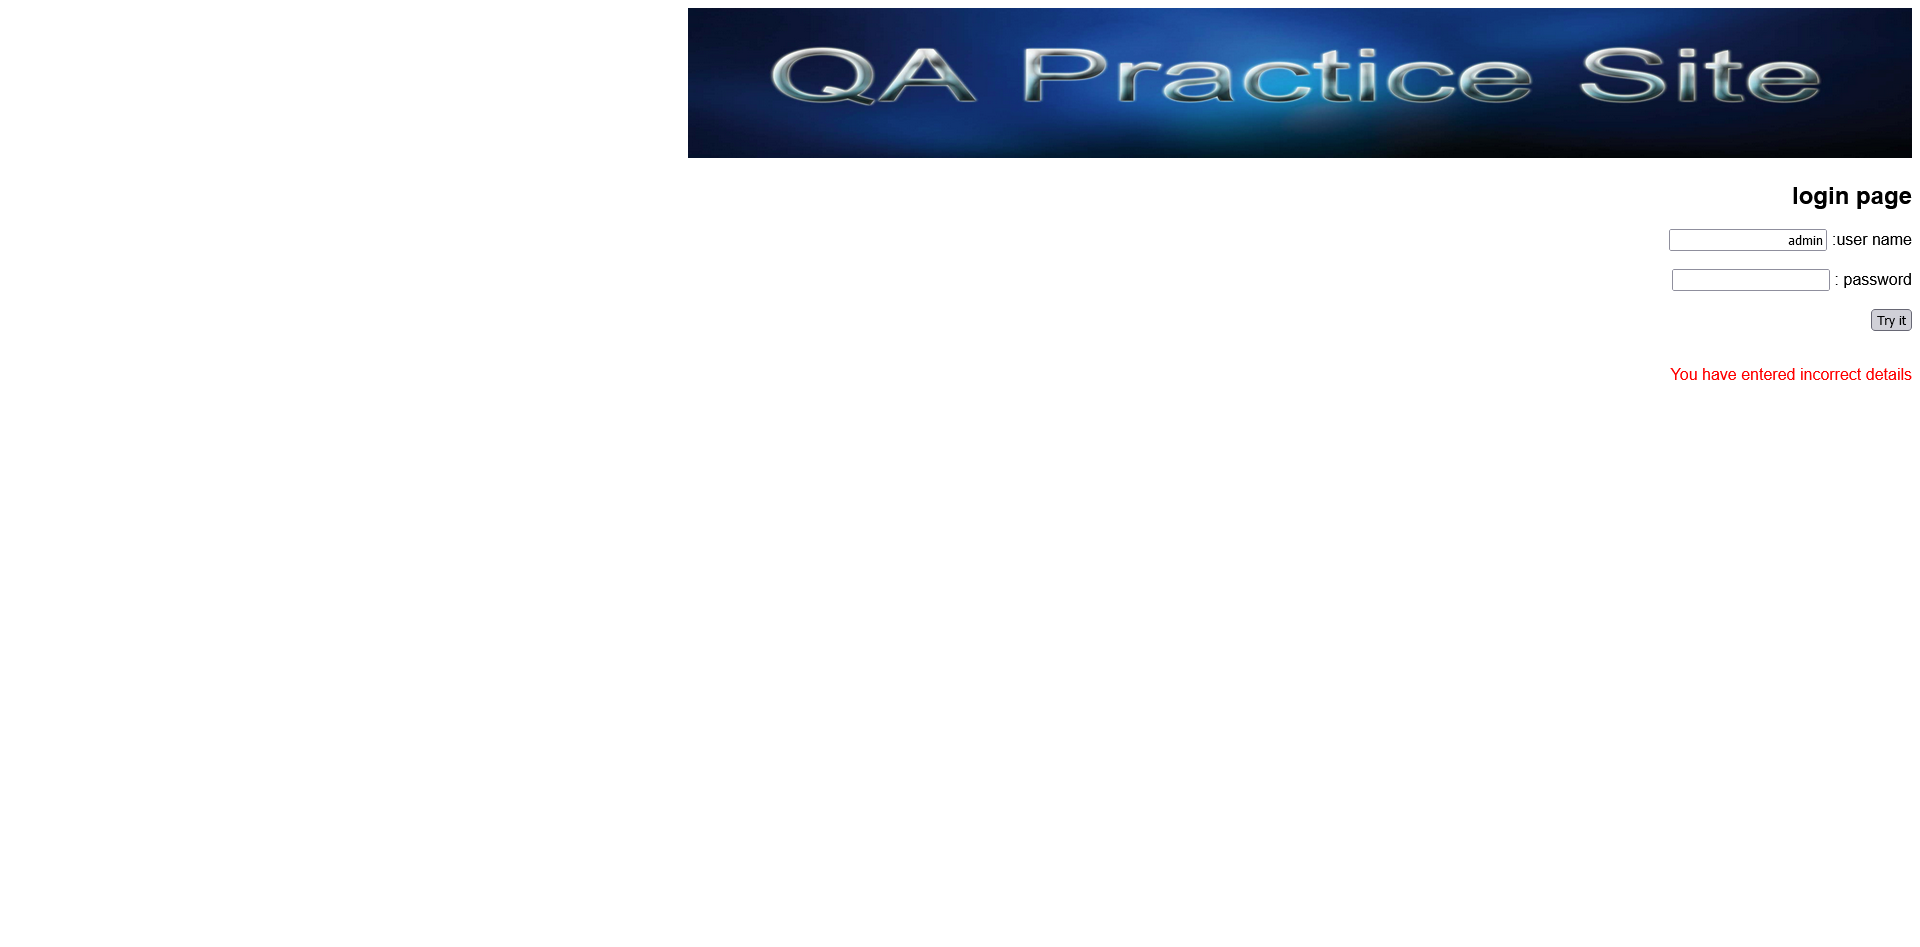 QA Practice Site
login page
user name: admin
password :
Try it
You have entered incorrect details